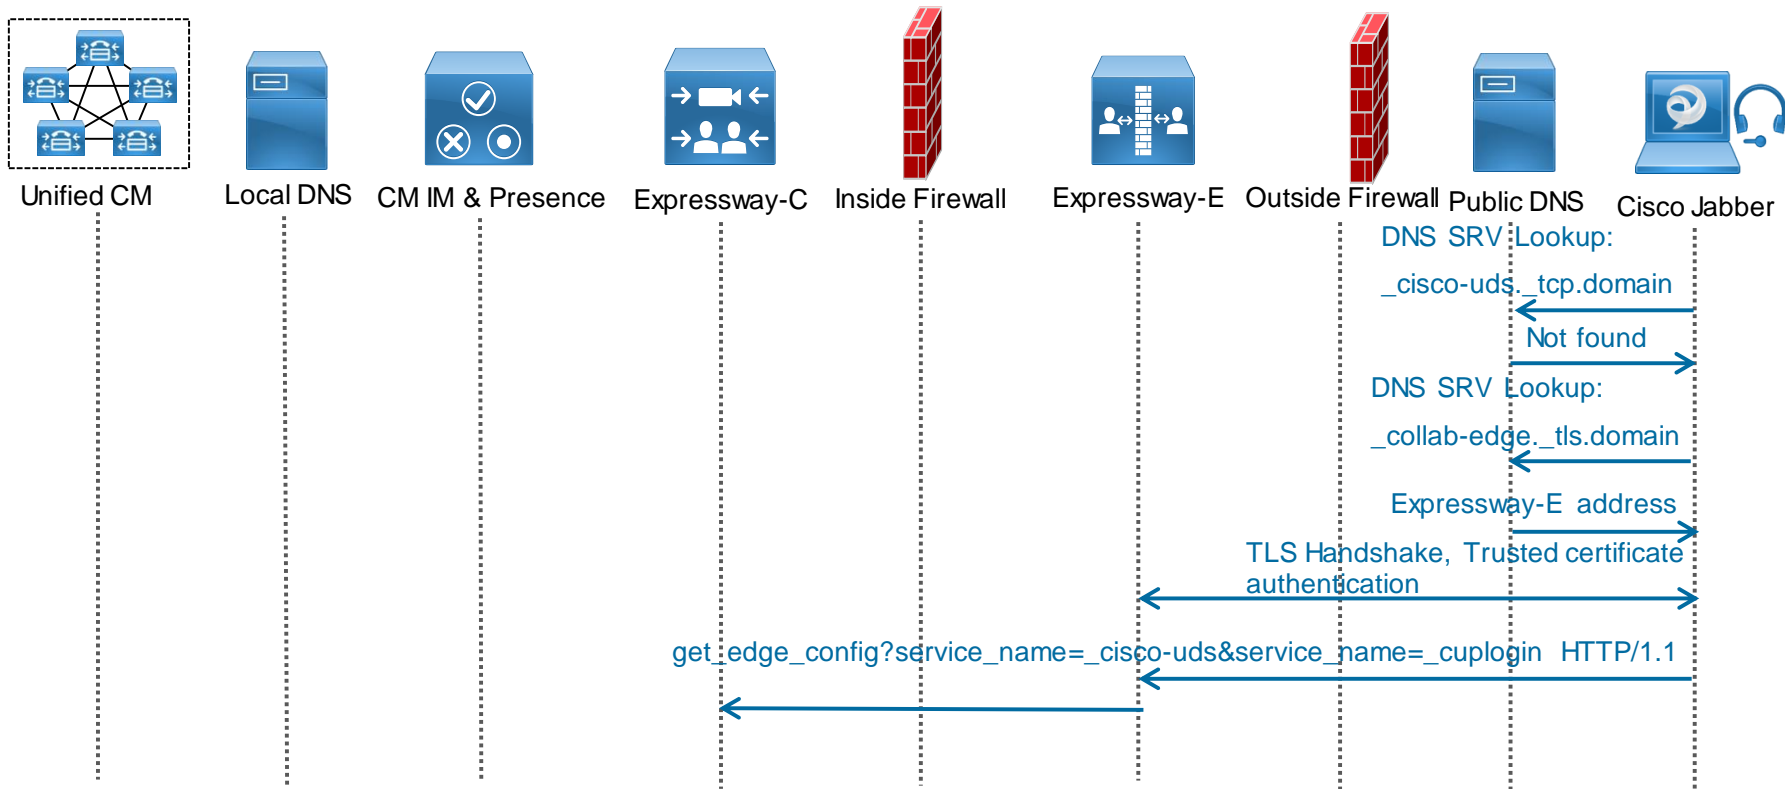 Unified CM
Local DNS
CM IM & Presence
Expressway-C
Inside Firewall
Expressway-E
Outside Firewall
Public DNS
Cisco Jabber
DNS SRV Lookup:
_cisco-uds._tcp.domain
Not found
DNS SRV Lookup:
_collab-edge._tls.domain
Expressway-E address
TLS Handshake, Trusted certificate
authentication
get_edge_config?service_name=_cisco-uds&service_name=_cuplogin HTTP/1.1